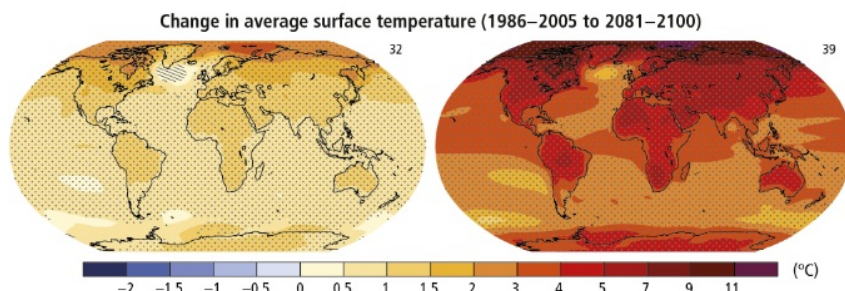 Change in average surface temperature (1986–2005 to 2081–2100)
32
39
−2 −1.5 −1 −0.5 0 0.5 1 1.5 2 3 4 5 7 9 11 (°C)